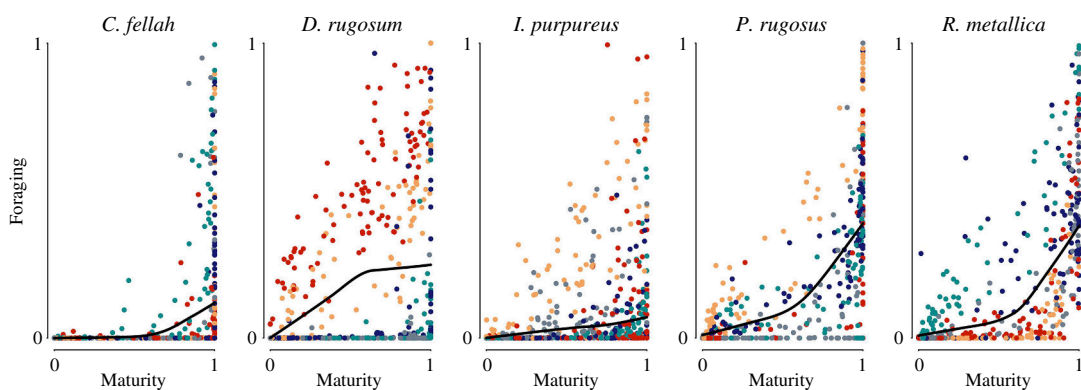 C. fellah D. rugosum I. purpureus P. rugosus R. metallica
1 1 1 1 1
Foraging
0 0 0 0 0
0 1 0 1 0 1 0 1 0 1
Maturity Maturity Maturity Maturity Maturity